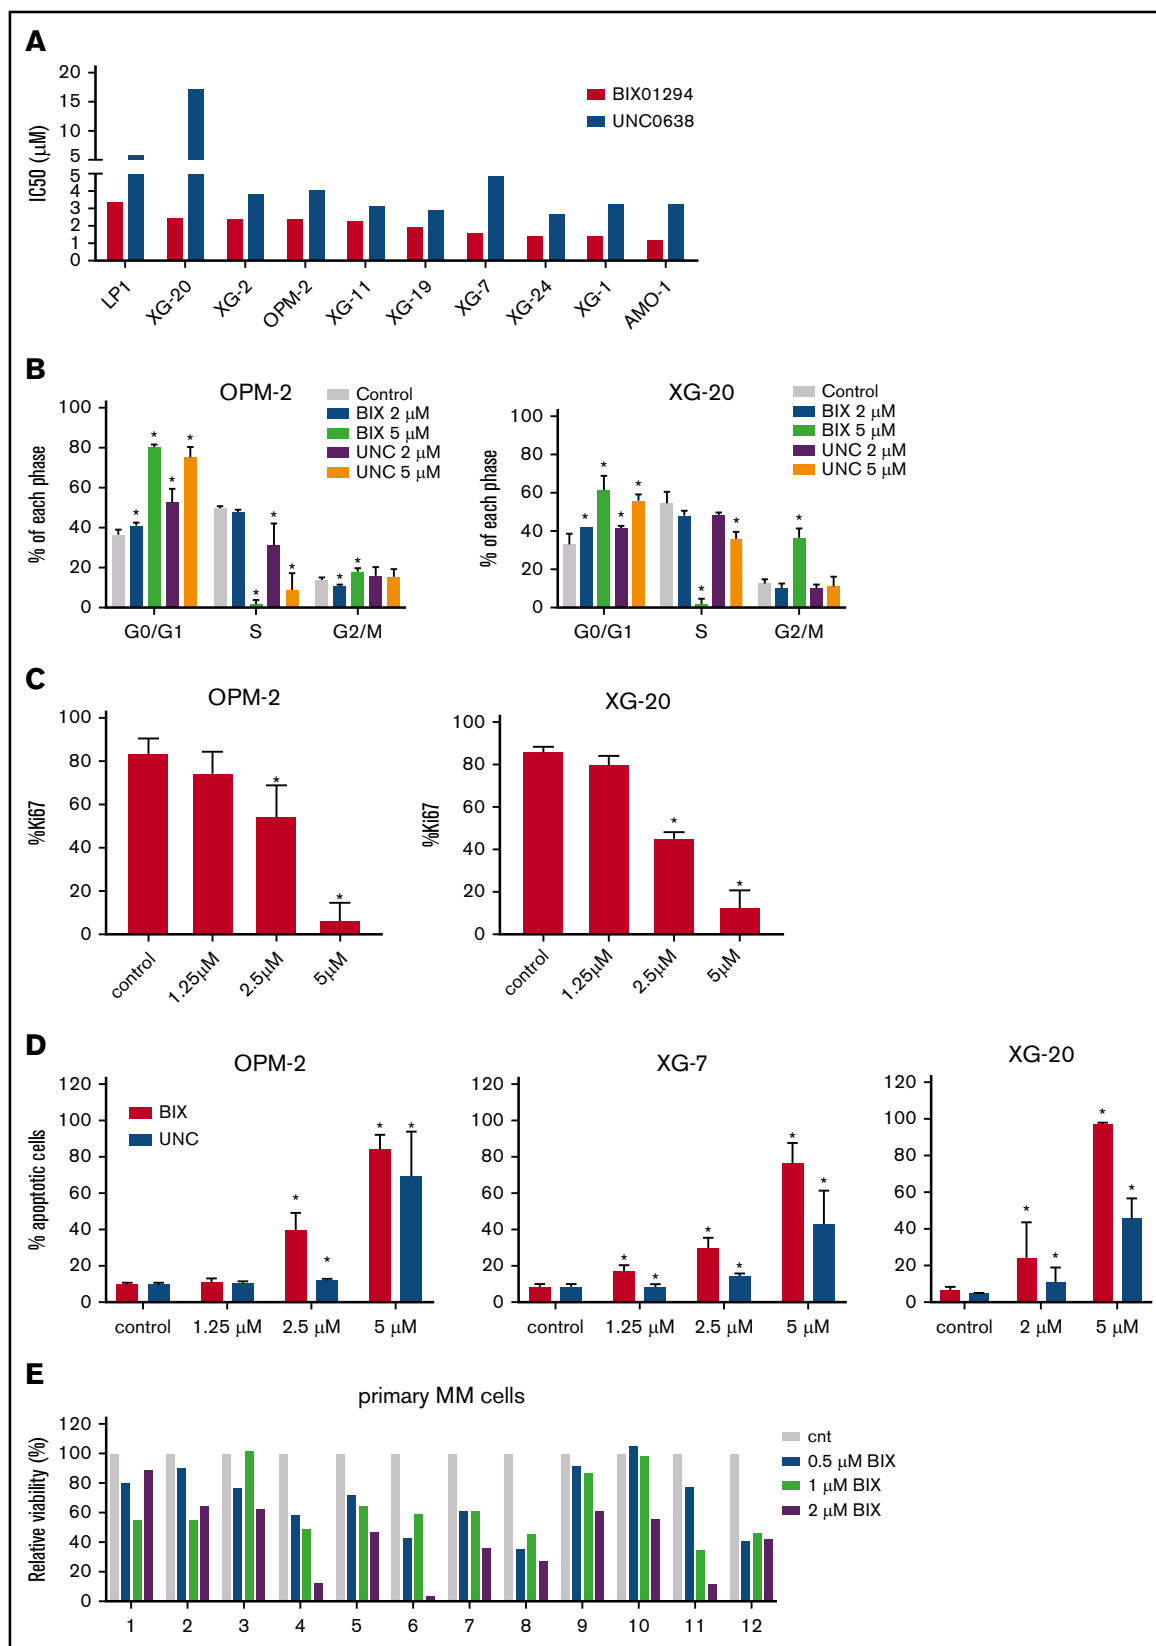 A
20
15
10
5
5
4
3
2
1
0
IC50 (μM)
BIX01294
UNC0638
LP1
XG-20
XG-2
OPM-2
XG-11
XG-19
XG-7
XG-24
XG-1
AMO-1
B
OPM-2
Control
BIX 2 μM
BIX 5 μM
UNC 2 μM
UNC 5 μM
% of each phase
100
80
60
40
20
0
* * * * * * * * * *
G0/G1 S G2/M
XG-20
Control
BIX 2 μM
BIX 5 μM
UNC 2 μM
UNC 5 μM
% of each phase
100
80
60
40
20
0
* * * * * * *
G0/G1 S G2/M
C
OPM-2
%Ki67
100
80
60
40
20
0
* *
control
1.25μM
2.5μM
5μM
XG-20
%Ki67
100
80
60
40
20
0
* *
control
1.25μM
2.5μM
5μM
D
OPM-2
BIX
UNC
% apoptotic cells
120
100
80
60
40
20
0
* * * *
control 1.25 μM 2.5 μM 5 μM
XG-7
120
100
80
60
40
20
0
* * * * * *
control 1.25 μM 2.5 μM 5 μM
XG-20
120
100
80
60
40
20
0
* * * *
control 2 μM 5 μM
E
primary MM cells
Relative viability (%)
120
100
80
60
40
20
0
1 2 3 4 5 6 7 8 9 10 11 12
cnt
0.5 μM BIX
1 μM BIX
2 μM BIX